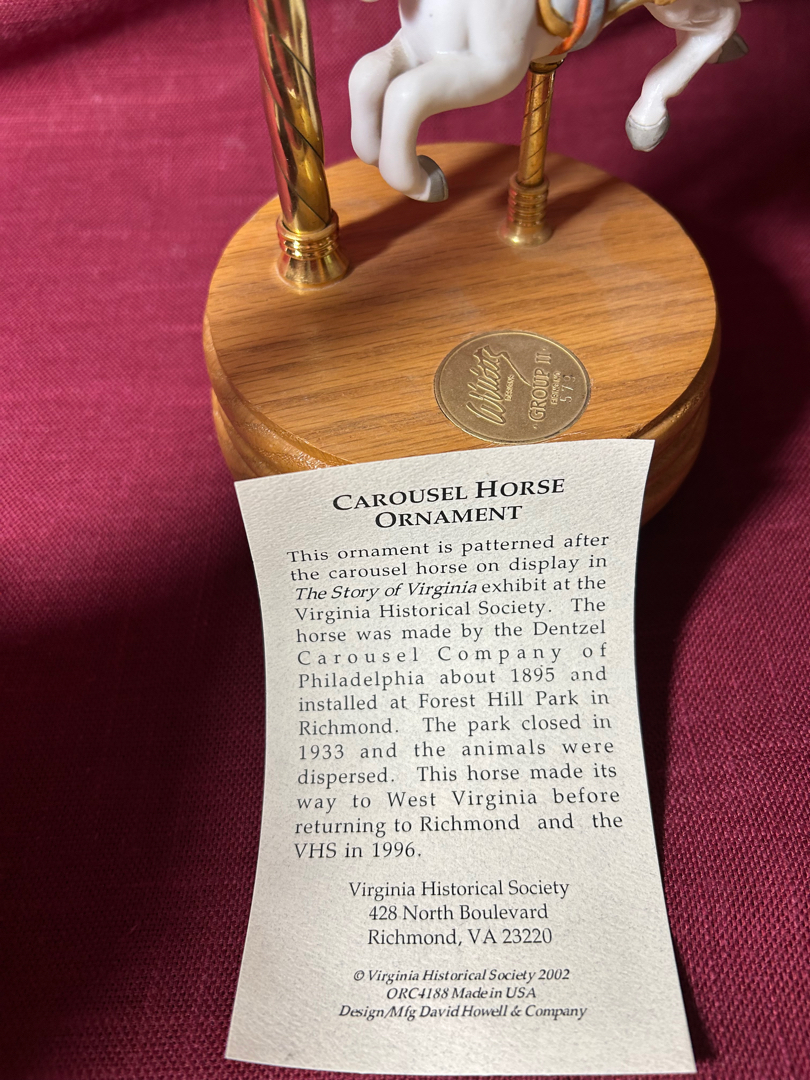 Willitts
DESIGNS
GROUP II
CAROUSEL HORSE
ORNAMENT
This ornament is patterned after
the carousel horse on display in
The Story of Virginia exhibit at the
Virginia Historical Society. The
horse was made by the Dentzel
Carousel Company of
Philadelphia about 1895 and
installed at Forest Hill Park in
Richmond. The park closed in
1933 and the animals were
dispersed. This horse made its
way to West Virginia before
returning to Richmond and the
VHS in 1996.
Virginia Historical Society
428 North Boulevard
Richmond, VA 23220
© Virginia Historical Society 2002
ORC4188 Made in USA
Design/Mfg David Howell & Company